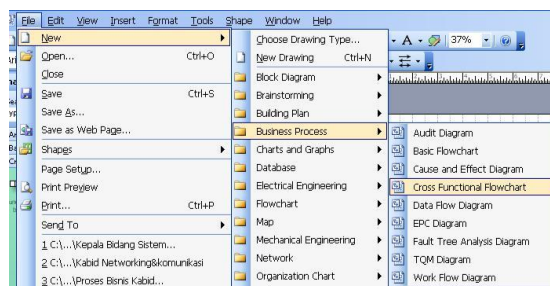 File Edit View Insert Format Tools Shape Window Help
New
Open... Ctrl+O
Close
Save Ctrl+S
Save As...
Save as Web Page...
Shapes
Page Setup...
Print Preview
Print... Ctrl+P
Send To
1 C:\...\Kepala Bidang Sistem...
2 C:\...\Kabid Networking&komunikasi
3 C:\...\Proses Bisnis Kabid...
Choose Drawing Type...
New Drawing Ctrl+N
Block Diagram
Brainstorming
Building Plan
Business Process
Charts and Graphs
Database
Electrical Engineering
Flowchart
Map
Mechanical Engineering
Network
Organization Chart
A 37%
Audit Diagram
Basic Flowchart
Cause and Effect Diagram
Cross Functional Flowchart
Data Flow Diagram
EPC Diagram
Fault Tree Analysis Diagram
TQM Diagram
Work Flow Diagram